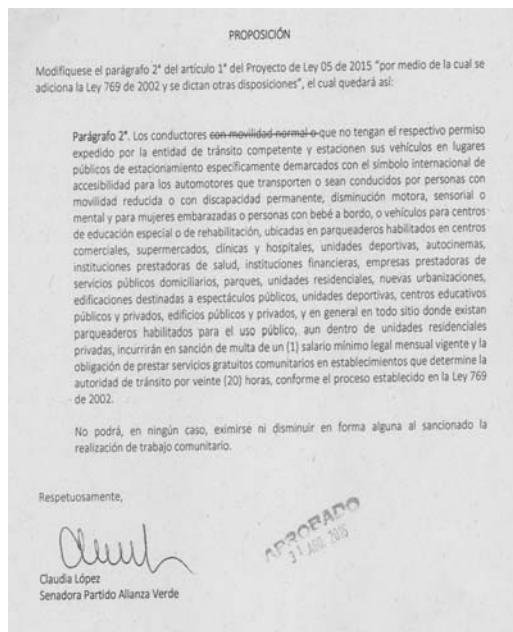 PROPOSICIÓN
Modifíquese el parágrafo 2° del artículo 1° del Proyecto de Ley 05 de 2015 "por medio de la cual se
adiciona la Ley 769 de 2002 y se dictan otras disposiciones", el cual quedará así:
Parágrafo 2°. Los conductores con movilidad normal o que no tengan el respectivo permiso
expedido por la entidad de tránsito competente y estacionen sus vehículos en lugares
públicos de estacionamiento específicamente demarcados con el símbolo internacional de
accesibilidad para los automotores que transporten o sean conducidos por personas con
movilidad reducida o con discapacidad permanente, disminución motora, sensorial o
mental y para mujeres embarazadas o personas con bebé a bordo, o vehículos para centros
de educación especial o de rehabilitación, ubicadas en parqueaderos habilitados en centros
comerciales, supermercados, clínicas y hospitales, unidades deportivas, autocinemas,
instituciones prestadoras de salud, instituciones financieras, empresas prestadoras de
servicios públicos domiciliarios, parques, unidades residenciales, nuevas urbanizaciones,
edificaciones destinadas a espectáculos públicos, unidades deportivas, centros educativos
públicos y privados, edificios públicos y privados, y en general en todo sitio donde existan
parqueaderos habilitados para el uso público, aun dentro de unidades residenciales
privadas, incurrirán en sanción de multa de un (1) salario mínimo legal mensual vigente y la
obligación de prestar servicios gratuitos comunitarios en establecimientos que determine la
autoridad de tránsito por veinte (20) horas, conforme el proceso establecido en la Ley 769
de 2002.
No podrá, en ningún caso, eximirse ni disminuir en forma alguna al sancionado la
realización de trabajo comunitario.
Respetuosamente,
APROBADO
31 AGO. 2015
Claudia López
Senadora Partido Alianza Verde